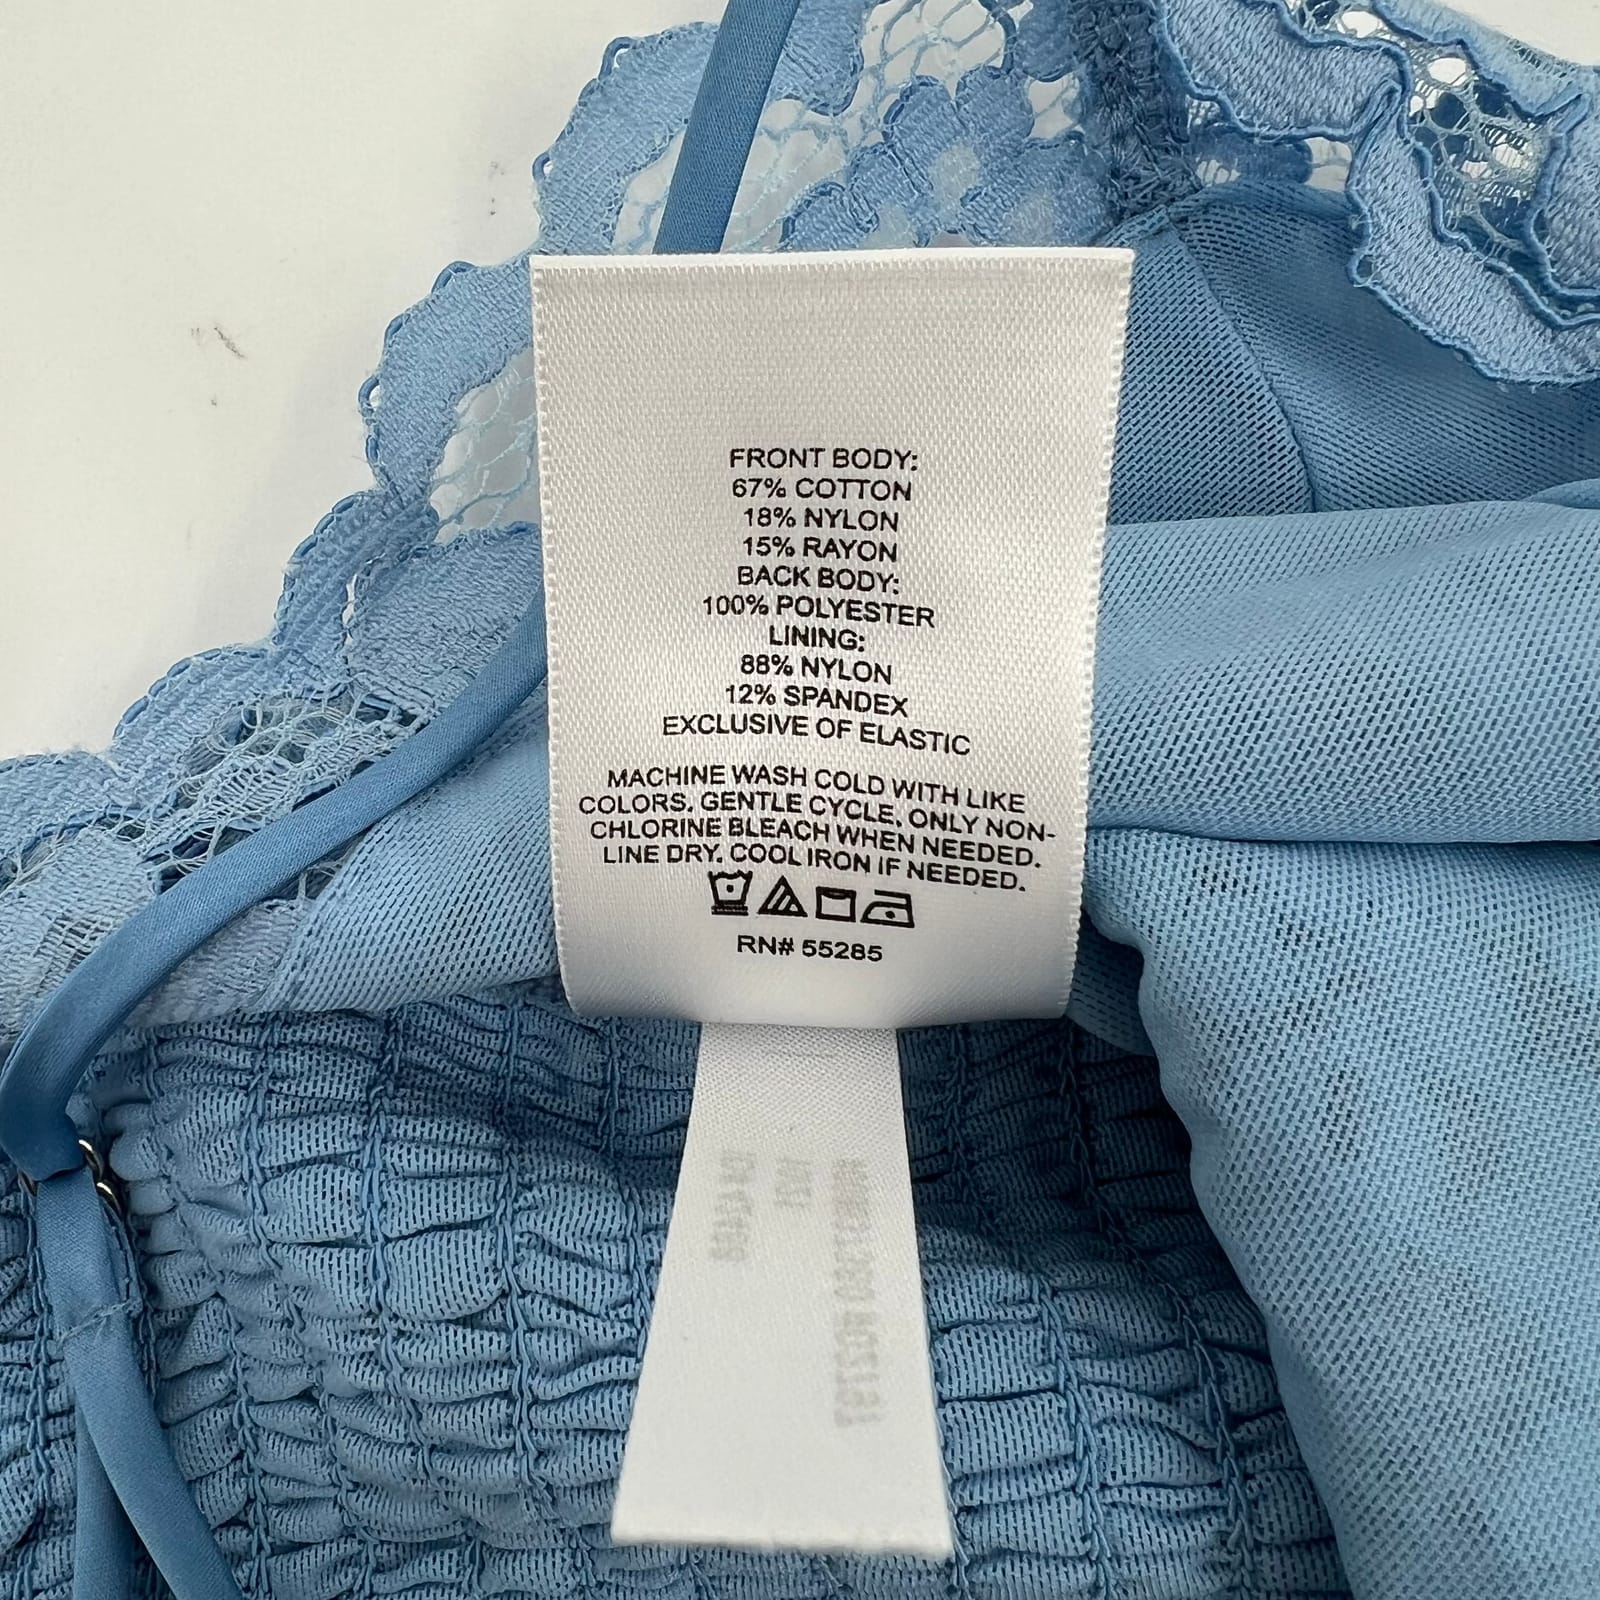 FRONT BODY:
67% COTTON
18% NYLON
15% RAYON
BACK BODY:
100% POLYESTER
LINING:
88% NYLON
12% SPANDEX
EXCLUSIVE OF ELASTIC
MACHINE WASH COLD WITH LIKE
COLORS. GENTLE CYCLE. ONLY NON-
CHLORINE BLEACH WHEN NEEDED.
LINE DRY. COOL IRON IF NEEDED.
RN# 55285